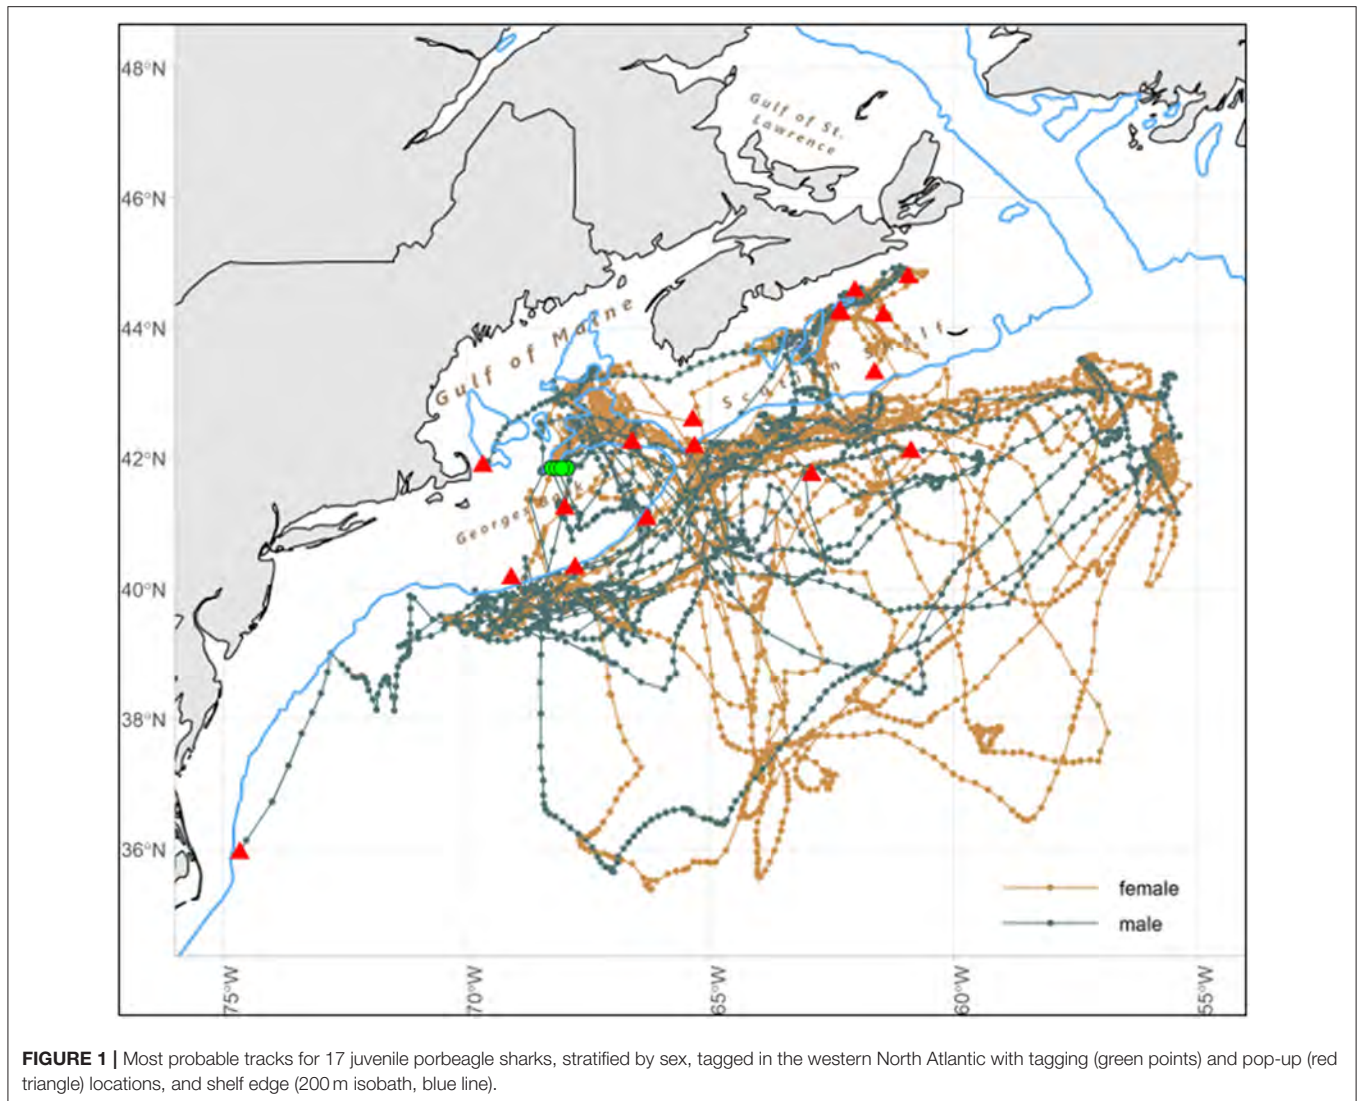 48°N
46°N
44°N
42°N
40°N
38°N
36°N
Gulf of St.
Lawrence
Gulf of Maine
Scotian Shelf
Georges Bank
female
male
75°W
70°W
65°W
60°W
55°W
FIGURE 1 | Most probable tracks for 17 juvenile porbeagle sharks, stratified by sex, tagged in the western North Atlantic with tagging (green points) and pop-up (red
triangle) locations, and shelf edge (200 m isobath, blue line).